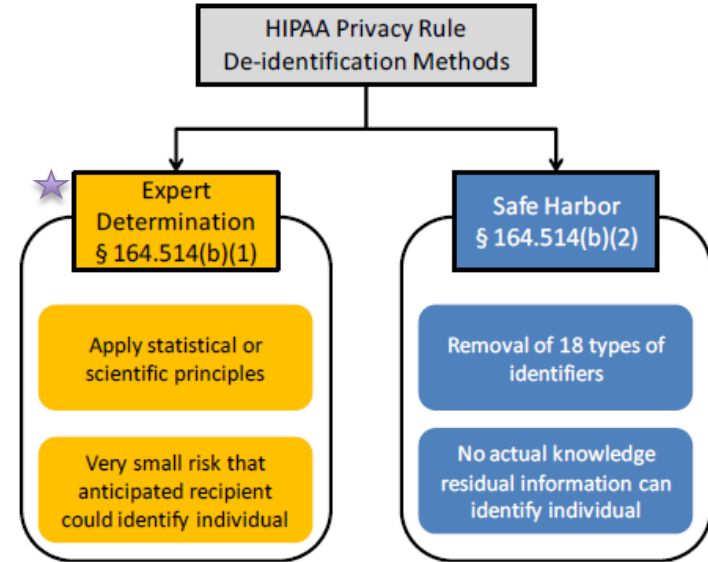 HIPAA Privacy Rule
De-identification Methods
Expert
Determination
§ 164.514(b)(1)
Apply statistical or
scientific principles
Very small risk that
anticipated recipient
could identify individual
Safe Harbor
§ 164.514(b)(2)
Removal of 18 types of
identifiers
No actual knowledge
residual information can
identify individual